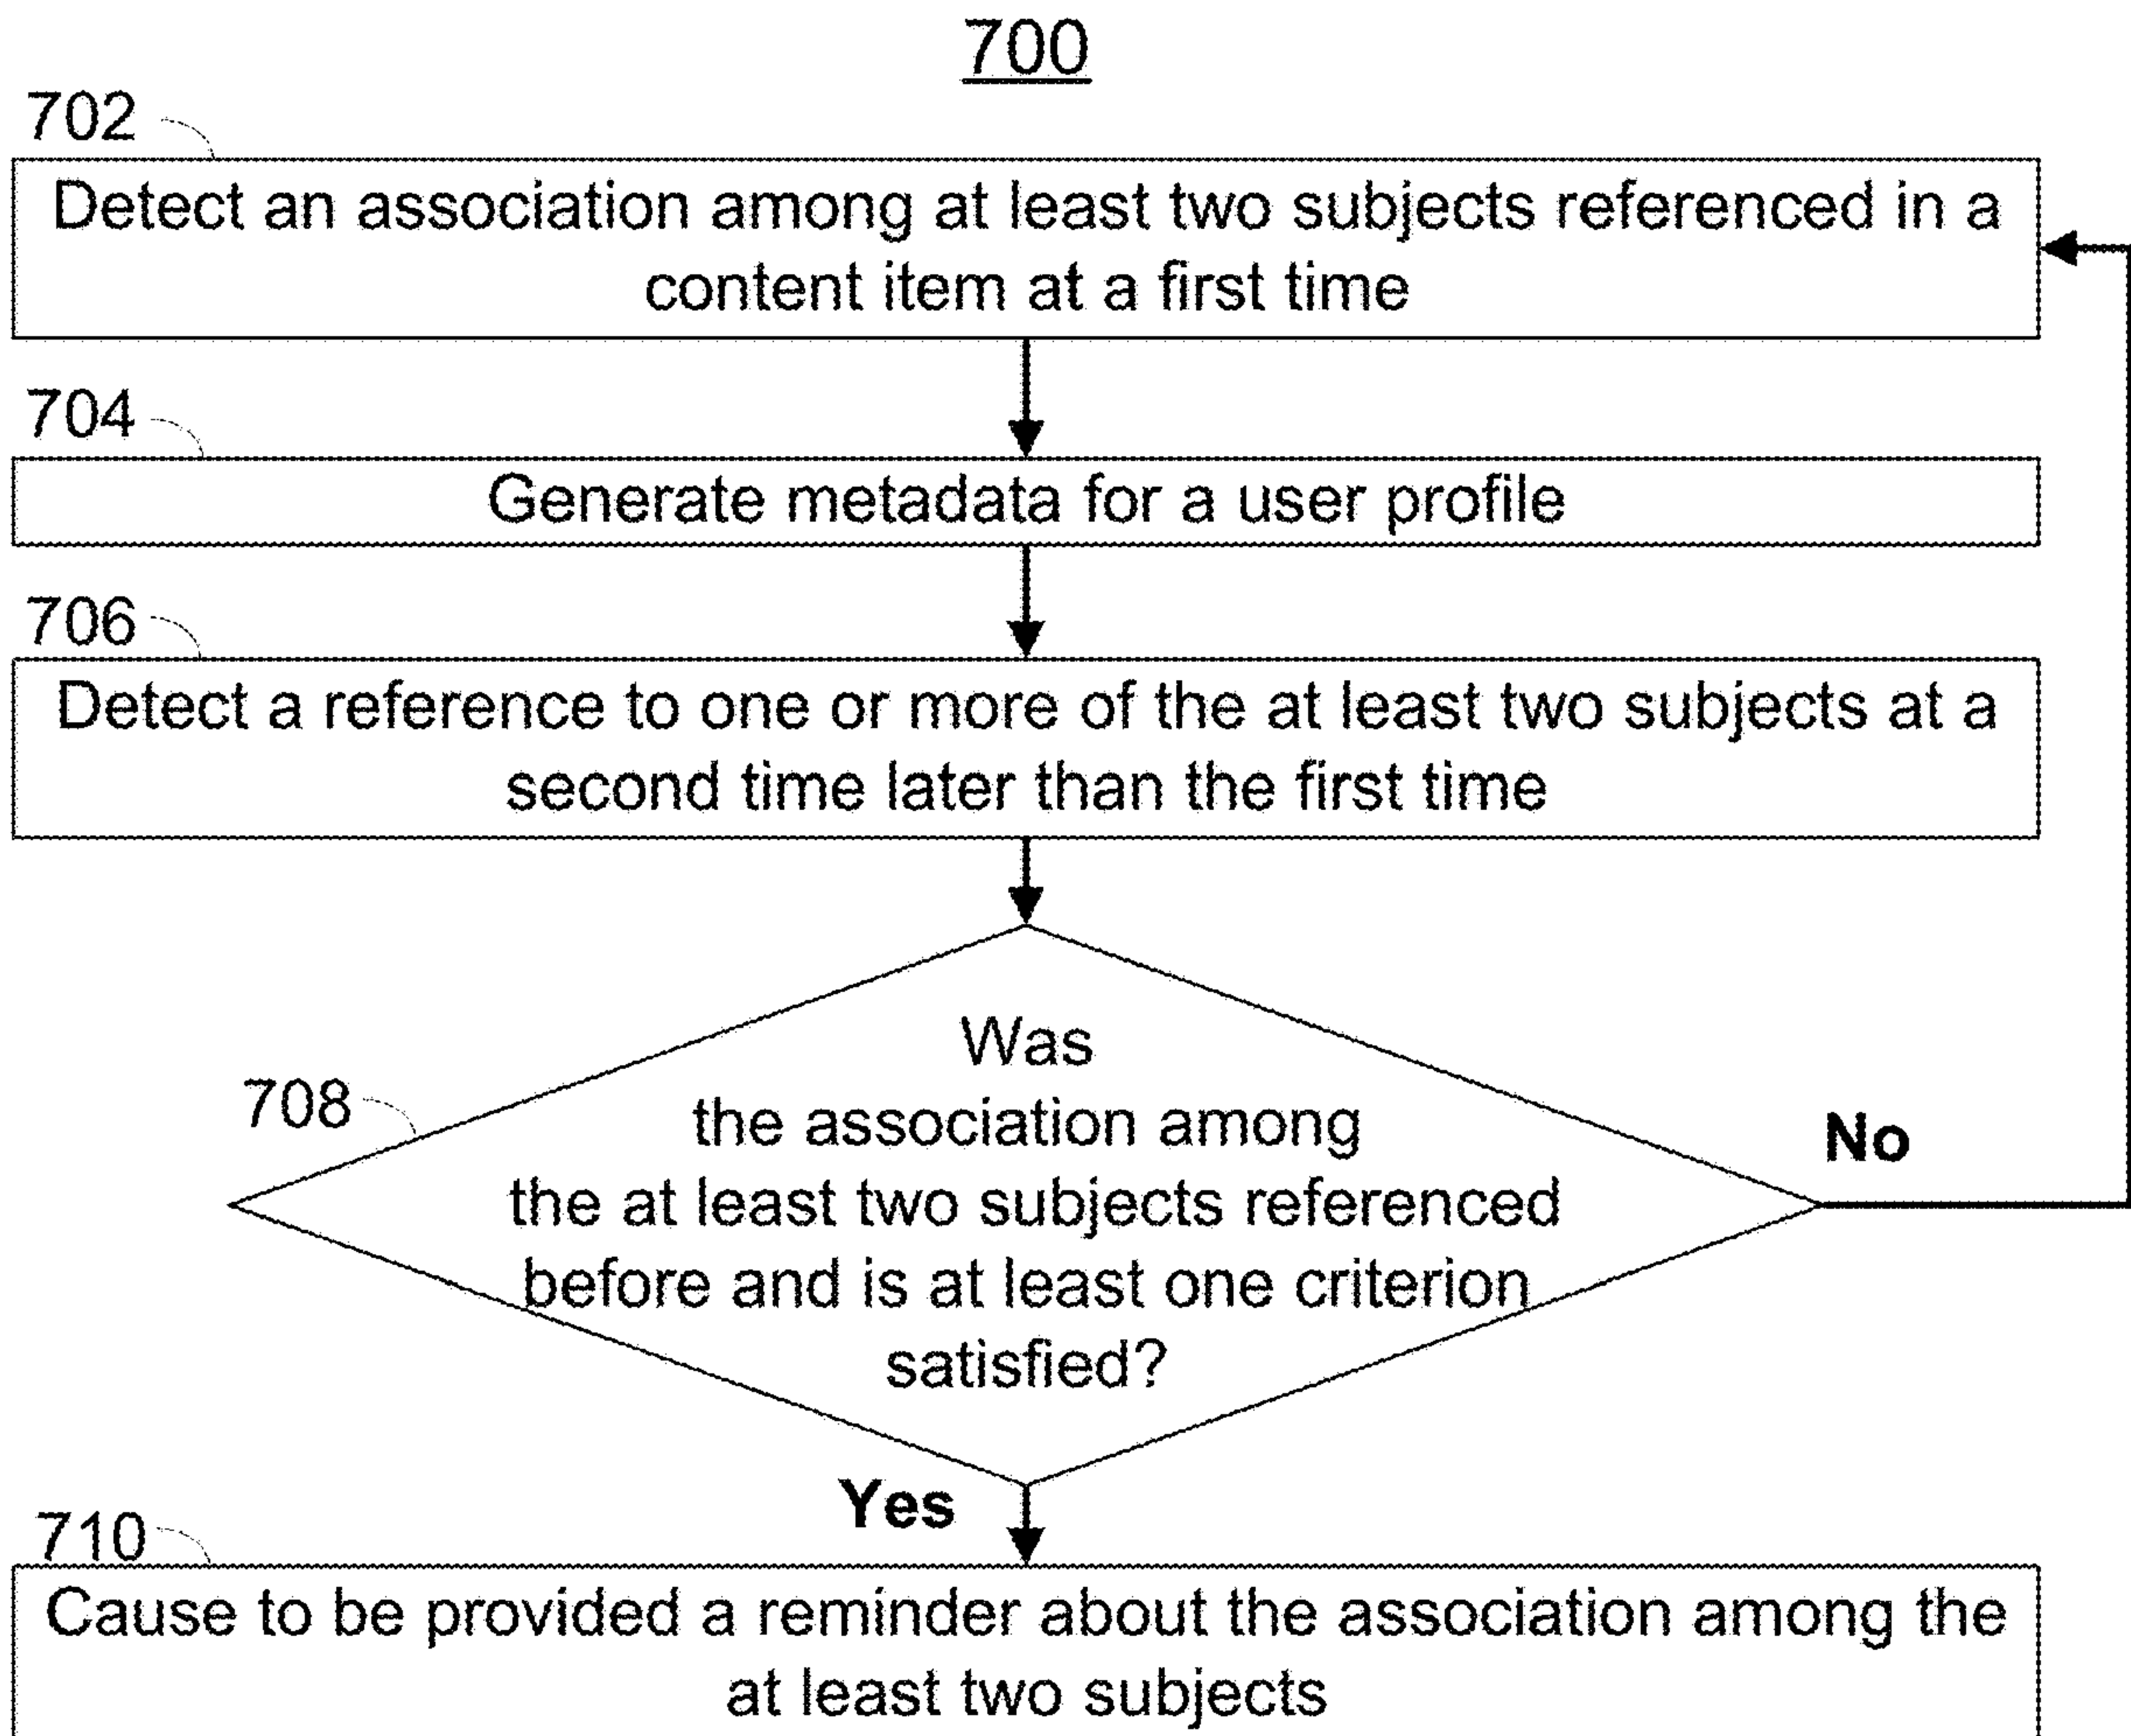 700
702
Detect an association among at least two subjects referenced in a
content item at a first time
704
Generate metadata for a user profile
706
Detect a reference to one or more of the at least two subjects at a
second time later than the first time
708
Was
the association among
the at least two subjects referenced
before and is at least one criterion
satisfied?
No
Yes
710
Cause to be provided a reminder about the association among the
at least two subjects